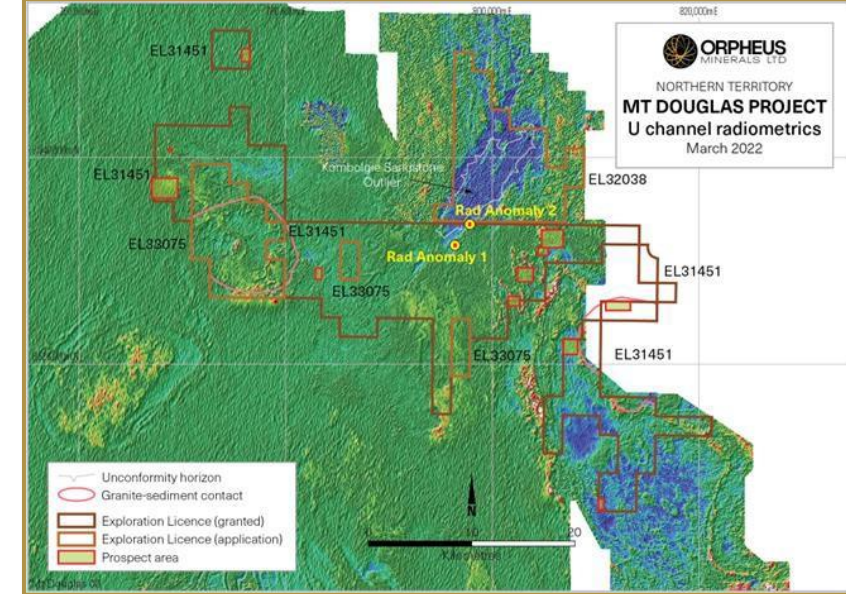 800,000mE
820,000mE
ORPHEUS
MINERALS LTD
NORTHERN TERRITORY
MT DOUGLAS PROJECT
U channel radiometrics
March 2022
EL31451
EL31451
Kombolgie Sandstone
Outlier
EL32038
Rad Anomaly 2
EL33075
EL31451
Rad Anomaly 1
EL31451
EL33075
EL33075
EL31451
Unconformity horizon
Granite-sediment contact
Exploration Licence (granted)
Exploration Licence (application)
Prospect area
N
0 10 20
Kilometres